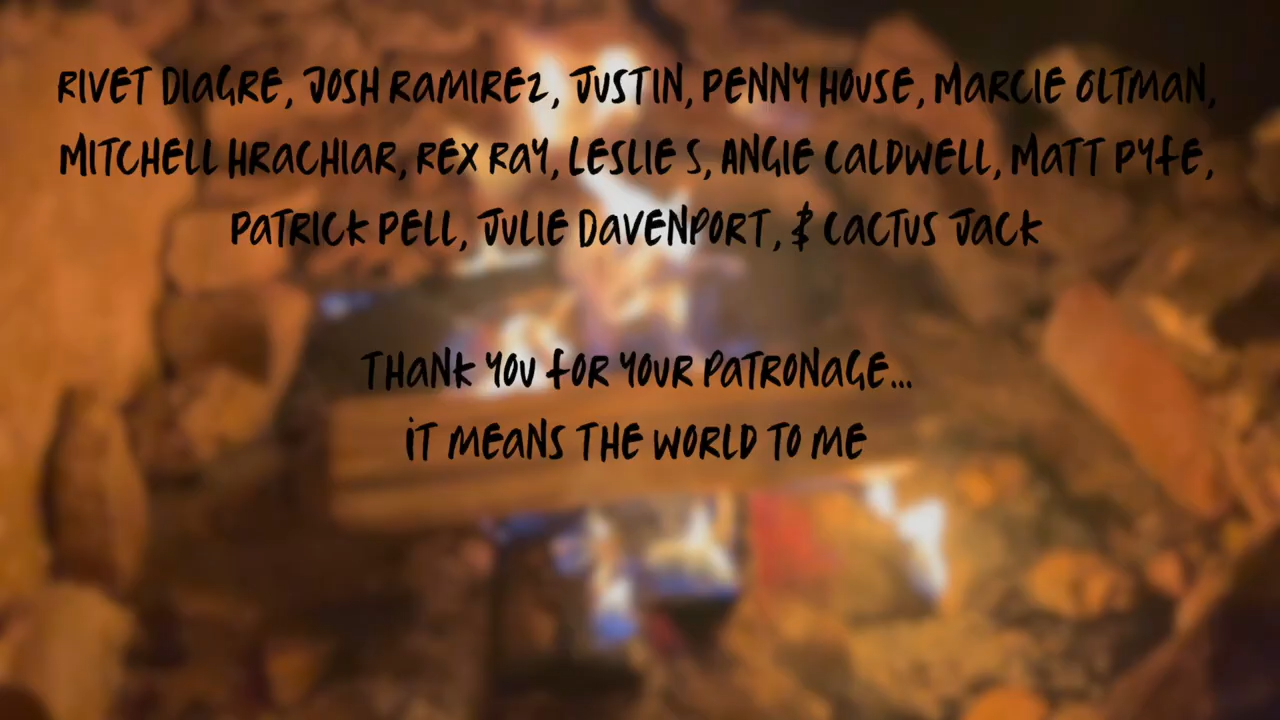 RIVET DIAGRE, JOSH RAMIREZ, JUSTIN, PENNY HOUSE, MARCIE OLTMAN,
MITCHELL HRACHIAR, REX RAY, LESLIE S, ANGIE CALDWELL, MATT PYFE,
PATRICK PELL, JULIE DAVENPORT, & CACTUS JACK
THANK YOU FOR YOUR PATRONAGE...
IT MEANS THE WORLD TO ME